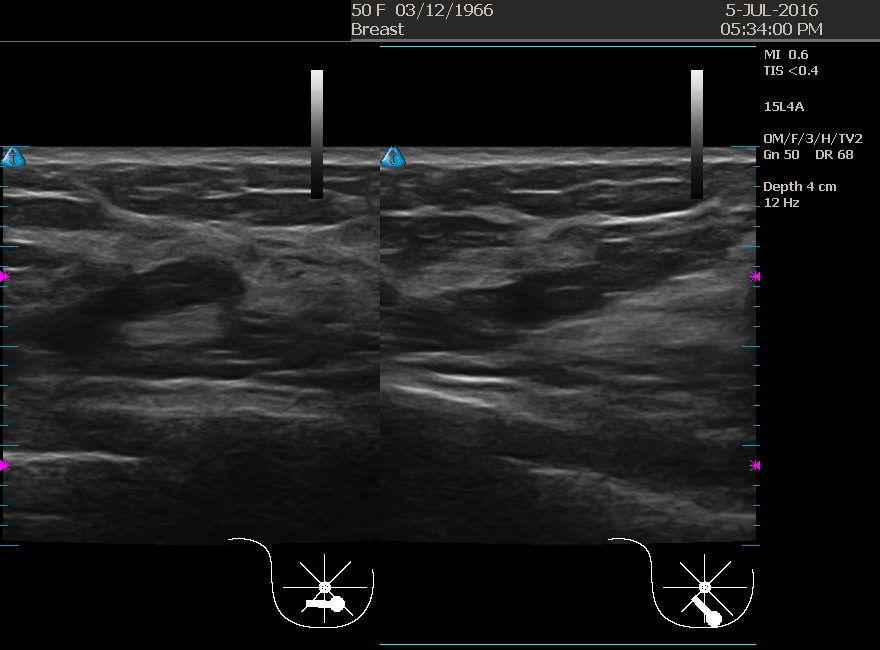 50 F 03/12/1966
5-JUL-2016
Breast
05:34:00 PM
MI 0.6
TIS <0.4
15L4A
OM/F/3/H/TV2
Gn 50 DR 68
Depth 4 cm
12 Hz